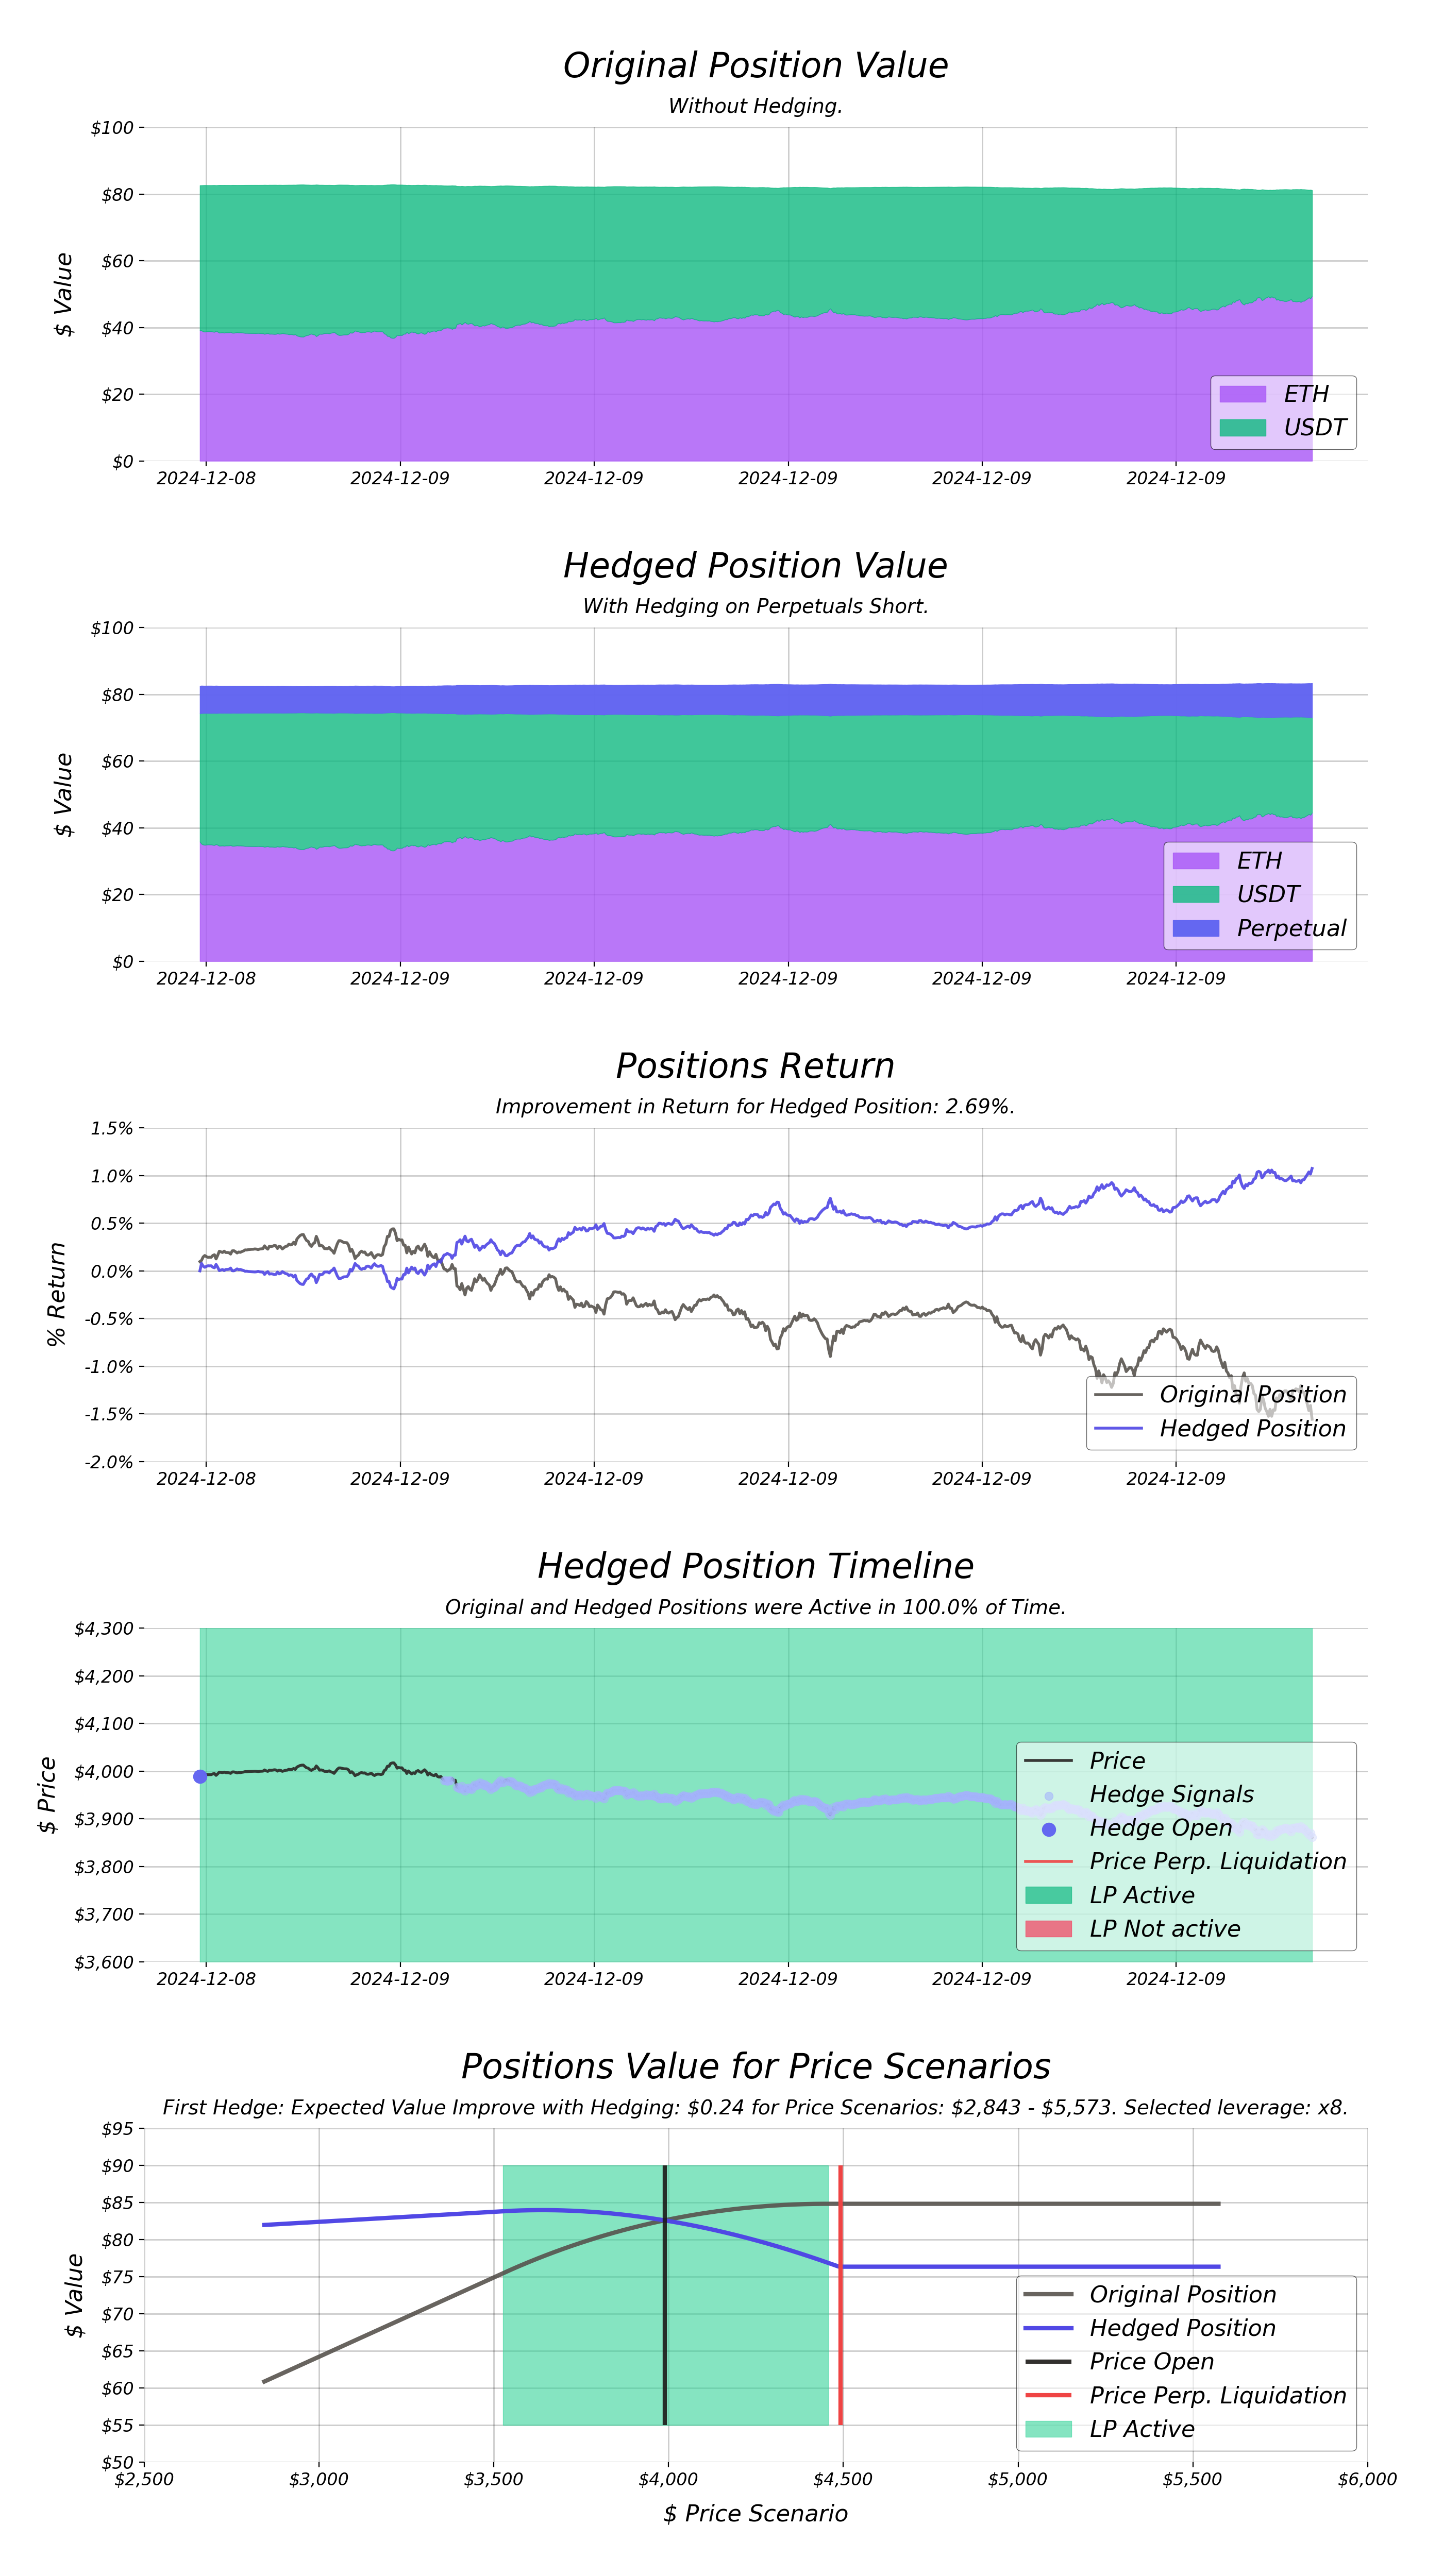 Original Position Value
Without Hedging.
$ Value
$100
$80
$60
$40
$20
$0
ETH
USDT
2024-12-08 2024-12-09 2024-12-09 2024-12-09 2024-12-09 2024-12-09
Hedged Position Value
With Hedging on Perpetuals Short.
$ Value
$100
$80
$60
$40
$20
$0
ETH
USDT
Perpetual
2024-12-08 2024-12-09 2024-12-09 2024-12-09 2024-12-09 2024-12-09
Positions Return
Improvement in Return for Hedged Position: 2.69%.
% Return
1.5%
1.0%
0.5%
0.0%
-0.5%
-1.0%
-1.5%
-2.0%
Original Position
Hedged Position
2024-12-08 2024-12-09 2024-12-09 2024-12-09 2024-12-09 2024-12-09
Hedged Position Timeline
Original and Hedged Positions were Active in 100.0% of Time.
$ Price
$4,300
$4,200
$4,100
$4,000
$3,900
$3,800
$3,700
$3,600
Price
Hedge Signals
Hedge Open
Price Perp. Liquidation
LP Active
LP Not active
2024-12-08 2024-12-09 2024-12-09 2024-12-09 2024-12-09 2024-12-09
Positions Value for Price Scenarios
First Hedge: Expected Value Improve with Hedging: $0.24 for Price Scenarios: $2,843 - $5,573. Selected leverage: x8.
$ Value
$95
$90
$85
$80
$75
$70
$65
$60
$55
$50
Original Position
Hedged Position
Price Open
Price Perp. Liquidation
LP Active
$2,500 $3,000 $3,500 $4,000 $4,500 $5,000 $5,500 $6,000
$ Price Scenario